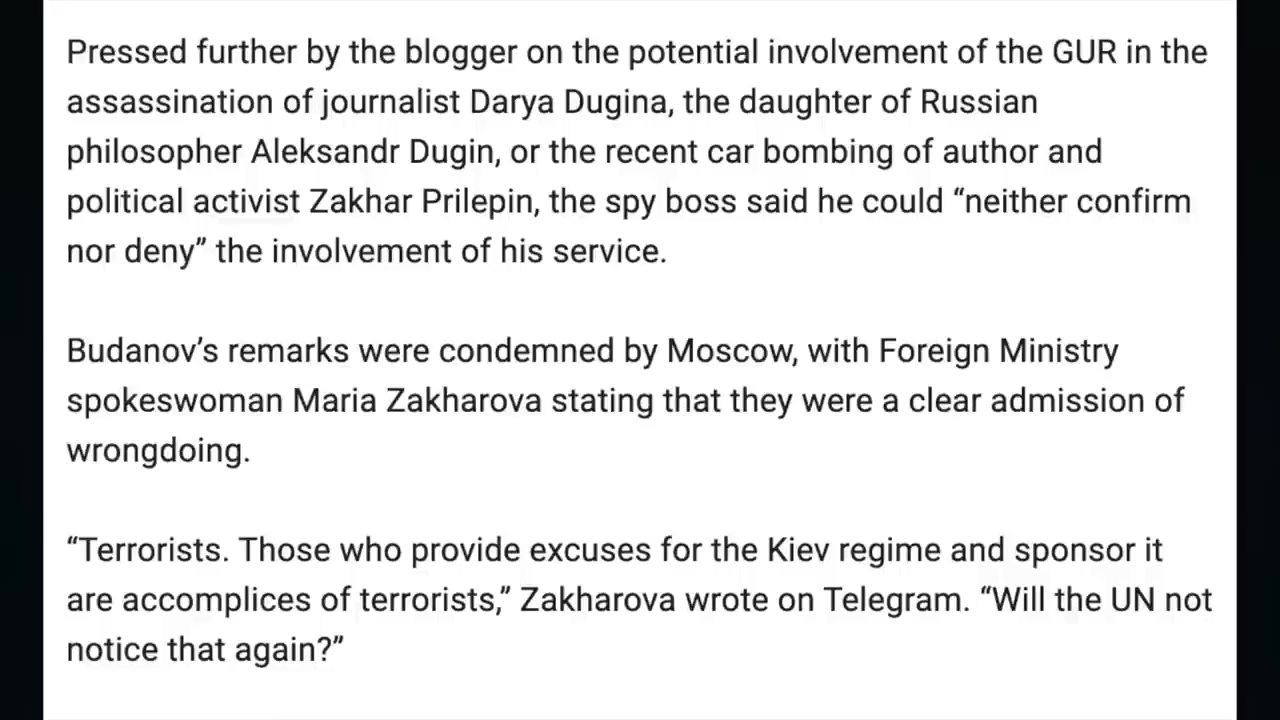 Pressed further by the blogger on the potential involvement of the GUR in the
assassination of journalist Darya Dugina, the daughter of Russian
philosopher Aleksandr Dugin, or the recent car bombing of author and
political activist Zakhar Prilepin, the spy boss said he could “neither confirm
nor deny” the involvement of his service.
Budanov’s remarks were condemned by Moscow, with Foreign Ministry
spokeswoman Maria Zakharova stating that they were a clear admission of
wrongdoing.
“Terrorists. Those who provide excuses for the Kiev regime and sponsor it
are accomplices of terrorists,” Zakharova wrote on Telegram. “Will the UN not
notice that again?”